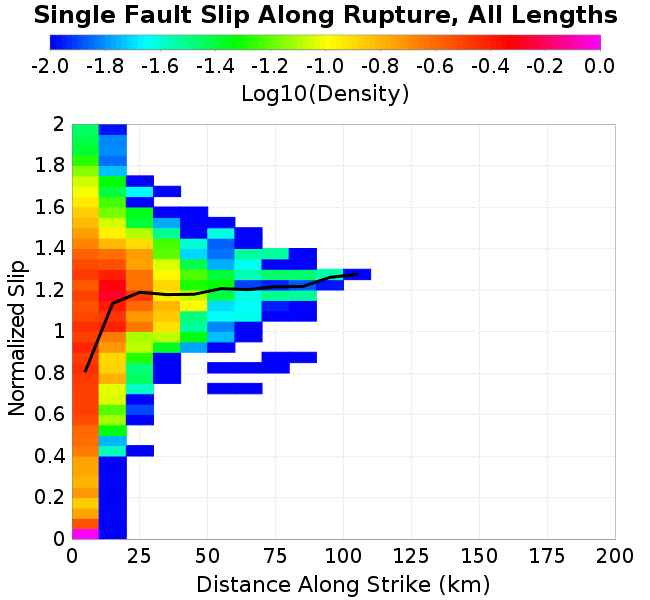 Single Fault Slip Along Rupture, All Lengths
-2.0 -1.8 -1.6 -1.4 -1.2 -1.0 -0.8 -0.6 -0.4 -0.2 0.0
Log10(Density)
Normalized Slip
2
1.8
1.6
1.4
1.2
1
0.8
0.6
0.4
0.2
0
0 25 50 75 100 125 150 175 200
Distance Along Strike (km)